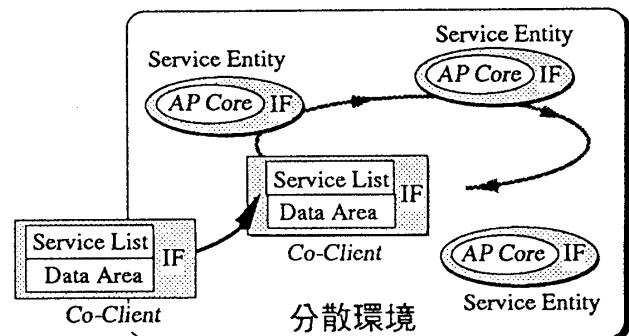 Service Entity
AP Core IF
Service Entity
AP Core IF
Service List
Data Area
IF
Co-Client
Service List
Data Area
IF
Co-Client
AP Core IF
Service Entity
分散環境